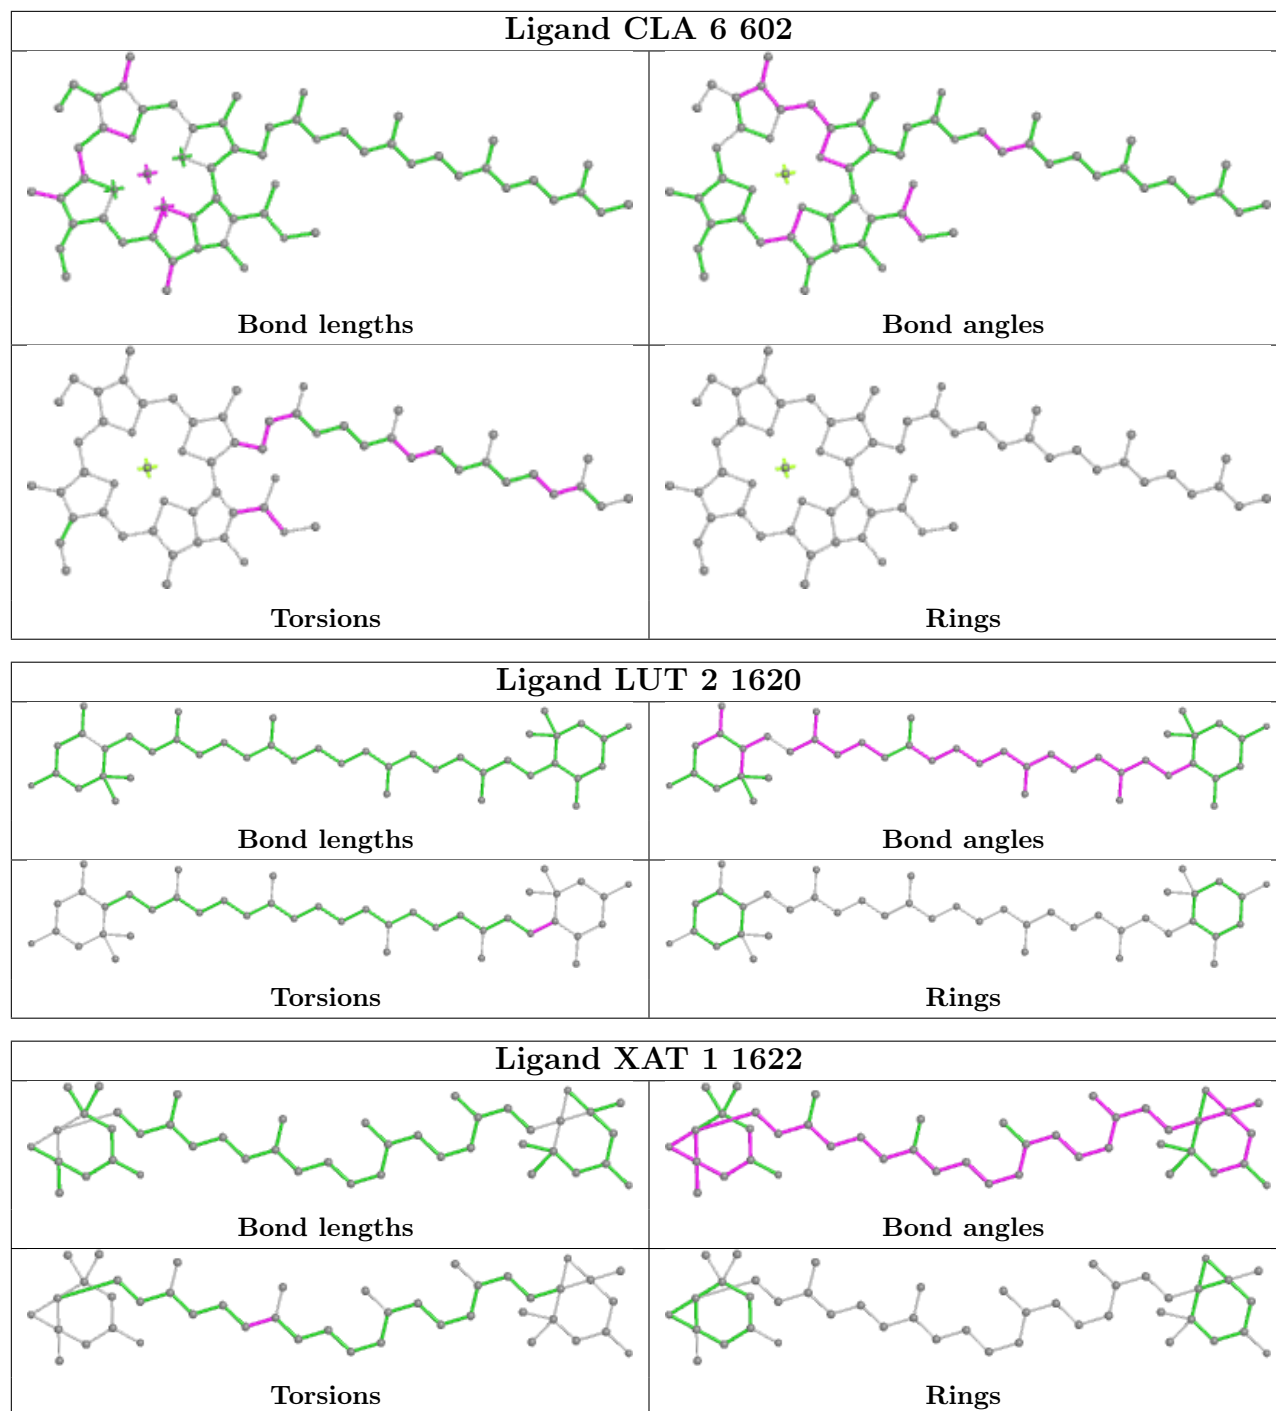 Ligand CLA 6 602
Bond lengths
Bond angles
Torsions
Rings
Ligand LUT 2 1620
Bond lengths
Bond angles
Torsions
Rings
Ligand XAT 1 1622
Bond lengths
Bond angles
Torsions
Rings